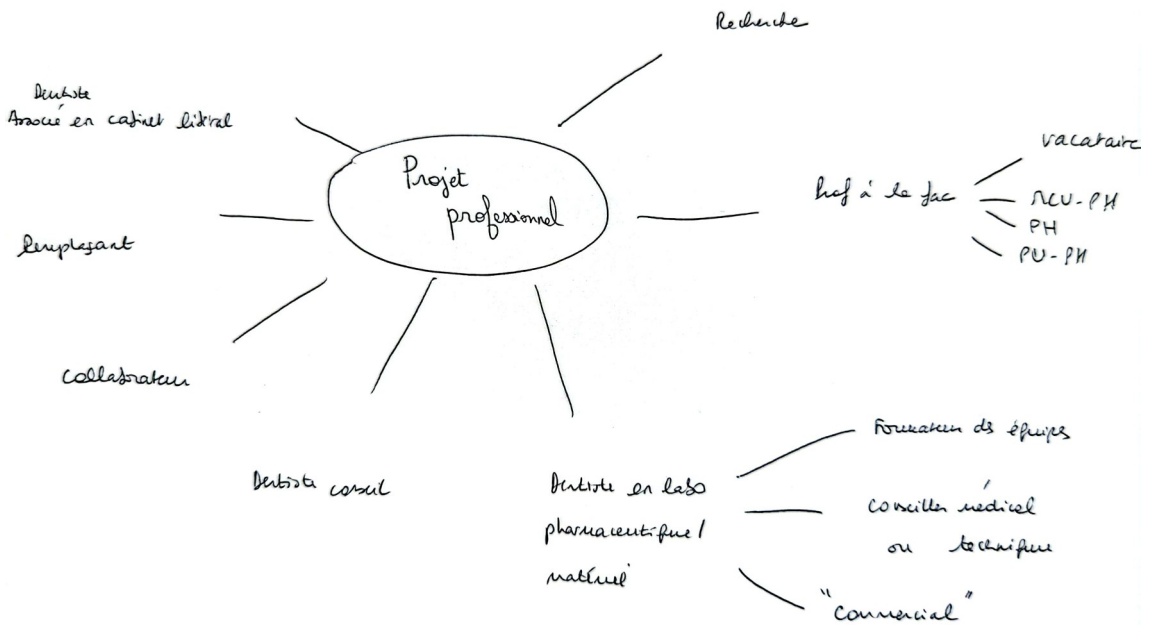 Recherche
Dentiste
Associé en cabinet libéral
Projet
professionnel
vacataire
Prof à la fac
MCU-PH
PH
PU-PH
Remplaçant
Collaborateur
Dentiste conseil
Dentiste en labo
pharmaceutique/
matériel
Formateur ds équipes
Conseiller médical
ou technique
"Commercial"